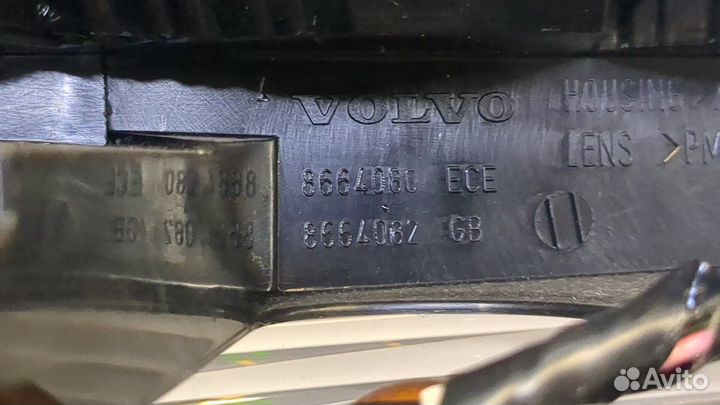 VOLVO
HOUSING
LENS >PM
8664080 ECE
8664082 GB
Avito